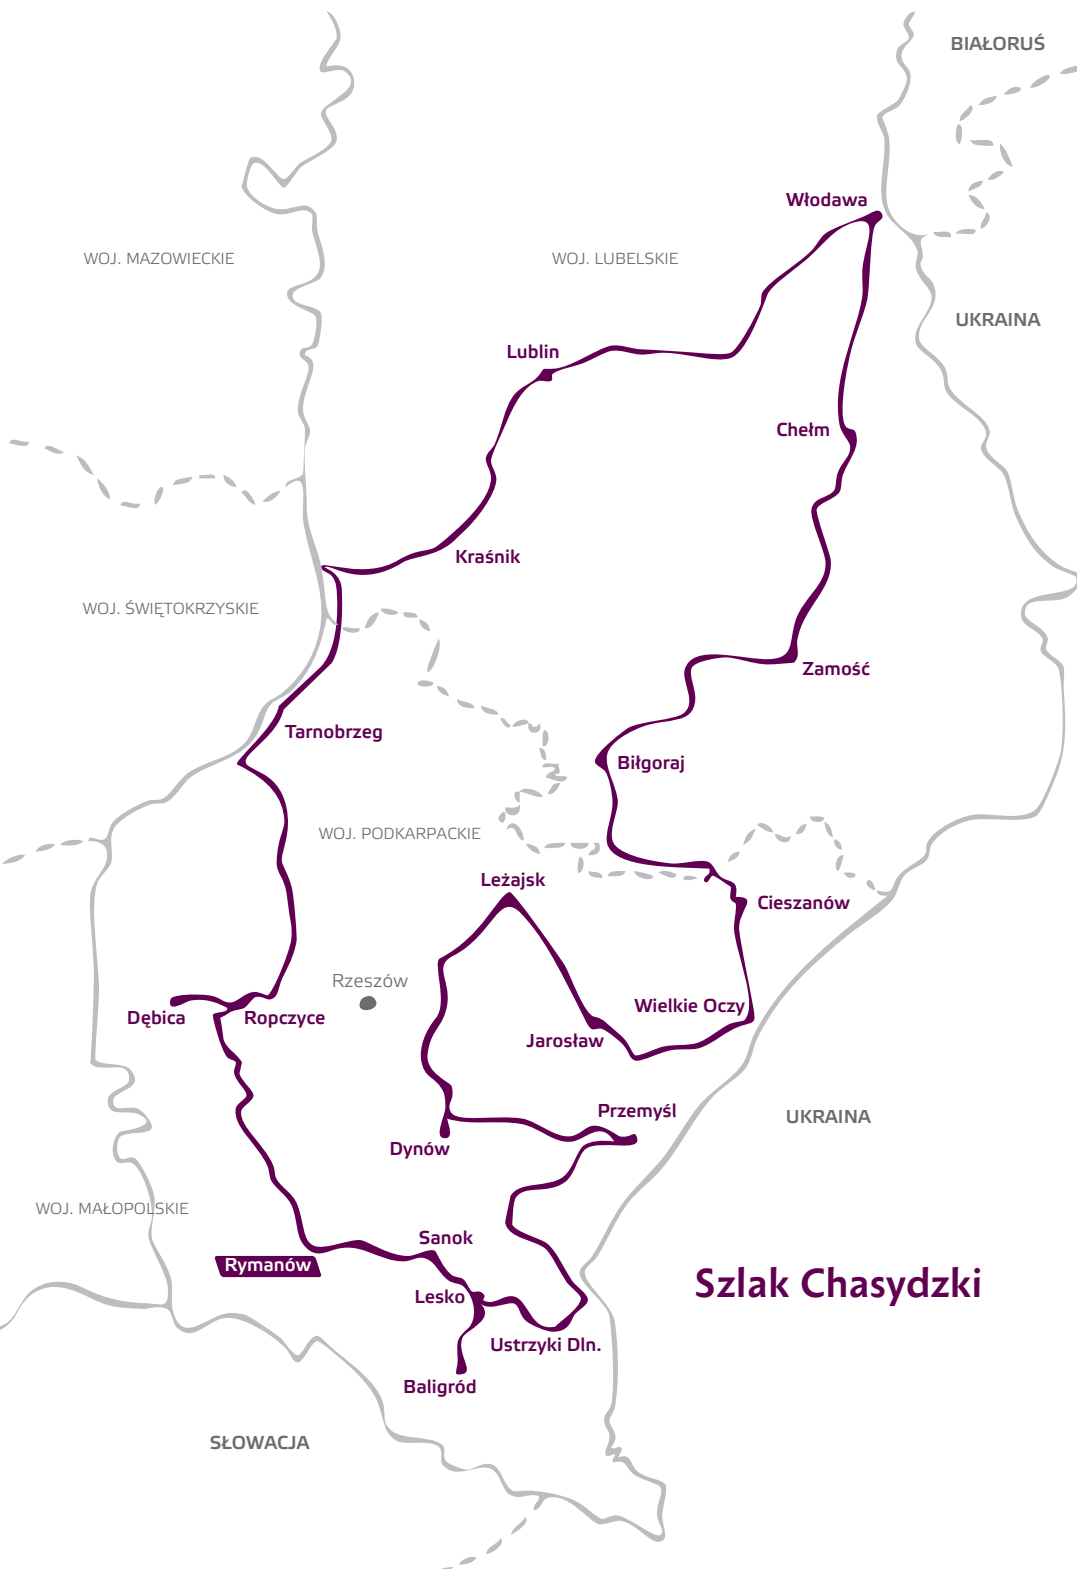 BIAŁORUŚ
Włodawa
WOJ. MAZOWIECKIE
WOJ. LUBELSKIE
UKRAINA
Lublin
Chełm
Kraśnik
WOJ. ŚWIĘTOKRZYSKIE
Zamość
Tarnobrzeg
Biłgoraj
WOJ. PODKARPACKIE
Leżajsk
Cieszanów
Rzeszów
Wielkie Oczy
Dębica
Ropczyce
Jarosław
Przemyśl
UKRAINA
Dynów
WOJ. MAŁOPOLSKIE
Sanok
Rymanów
Szlak Chasydzki
Lesko
Ustrzyki Dln.
Baligród
SŁOWACJA